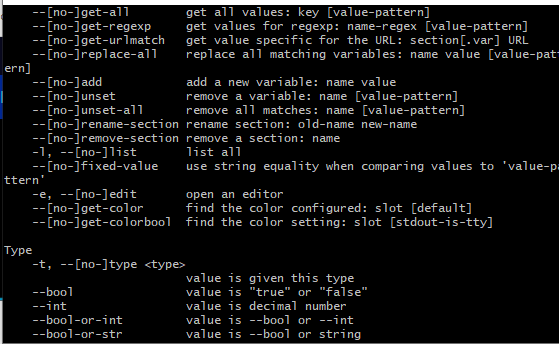 --[no-]get-all get all values: key [value-pattern]
--[no-]get-regexp get values for regexp: name-regex [value-pattern]
--[no-]get-urlmatch get value specific for the URL: section[.var] URL
--[no-]replace-all replace all matching variables: name value [value-patt
ern]
--[no-]add add a new variable: name value
--[no-]unset remove a variable: name [value-pattern]
--[no-]unset-all remove all matches: name [value-pattern]
--[no-]rename-section rename section: old-name new-name
--[no-]remove-section remove a section: name
-l, --[no-]list list all
--[no-]fixed-value use string equality when comparing values to 'value-pa
ttern'
-e, --[no-]edit open an editor
--[no-]get-color find the color configured: slot [default]
--[no-]get-colorbool find the color setting: slot [stdout-is-tty]
Type
-t, --[no-]type <type>
value is given this type
--bool value is "true" or "false"
--int value is decimal number
--bool-or-int value is --bool or --int
--bool-or-str value is --bool or string